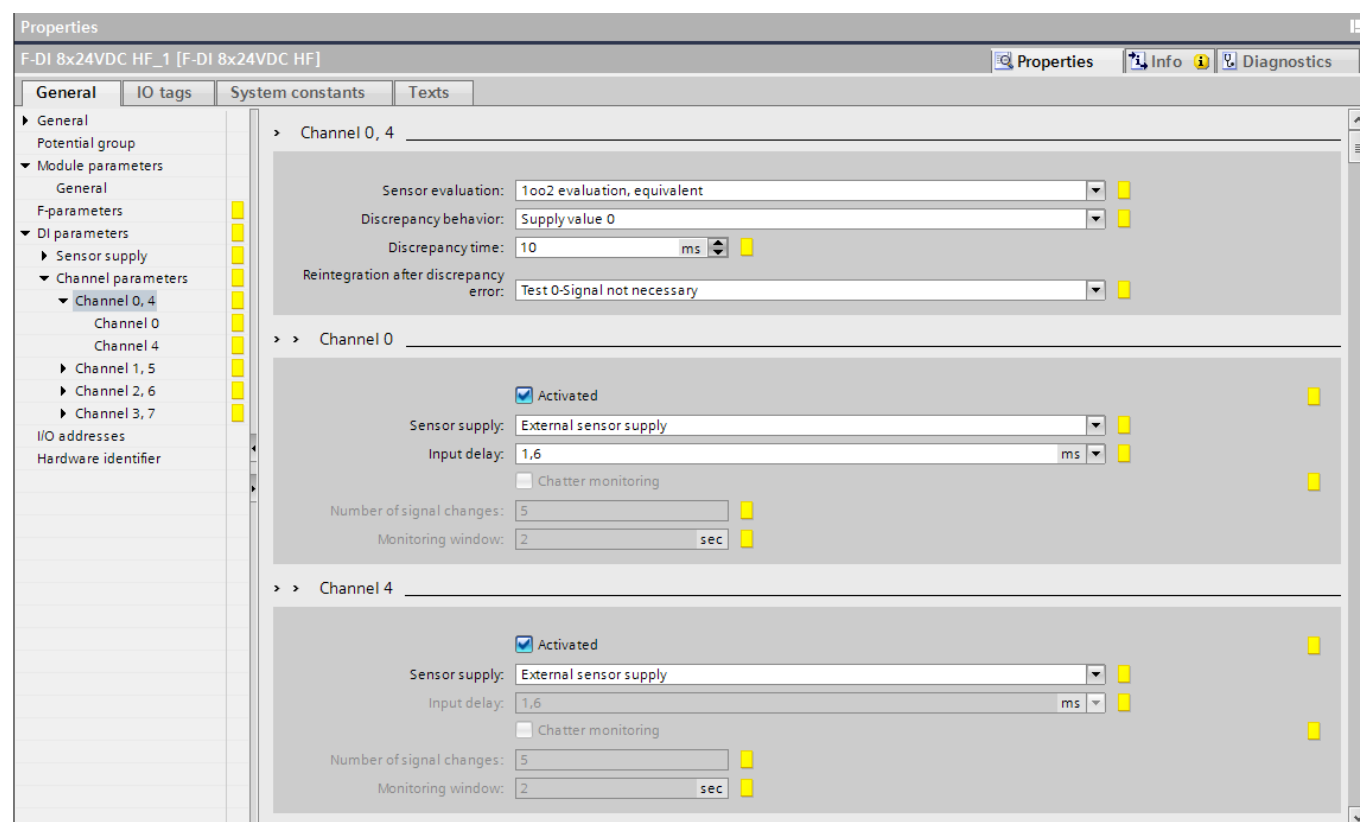 Properties
F-DI 8x24VDC HF_1 [F-DI 8x24VDC HF]
Properties Info Diagnostics
General IO tags System constants Texts
General
Potential group
Module parameters
General
F-parameters
DI parameters
Sensor supply
Channel parameters
Channel 0, 4
Channel 0
Channel 4
Channel 1, 5
Channel 2, 6
Channel 3, 7
I/O addresses
Hardware identifier
Channel 0, 4
Sensor evaluation: 1oo2 evaluation, equivalent
Discrepancy behavior: Supply value 0
Discrepancy time: 10 ms
Reintegration after discrepancy
error: Test 0-Signal not necessary
Channel 0
Activated
Sensor supply: External sensor supply
Input delay: 1,6 ms
Chatter monitoring
Number of signal changes: 5
Monitoring window: 2 sec
Channel 4
Activated
Sensor supply: External sensor supply
Input delay: 1,6 ms
Chatter monitoring
Number of signal changes: 5
Monitoring window: 2 sec